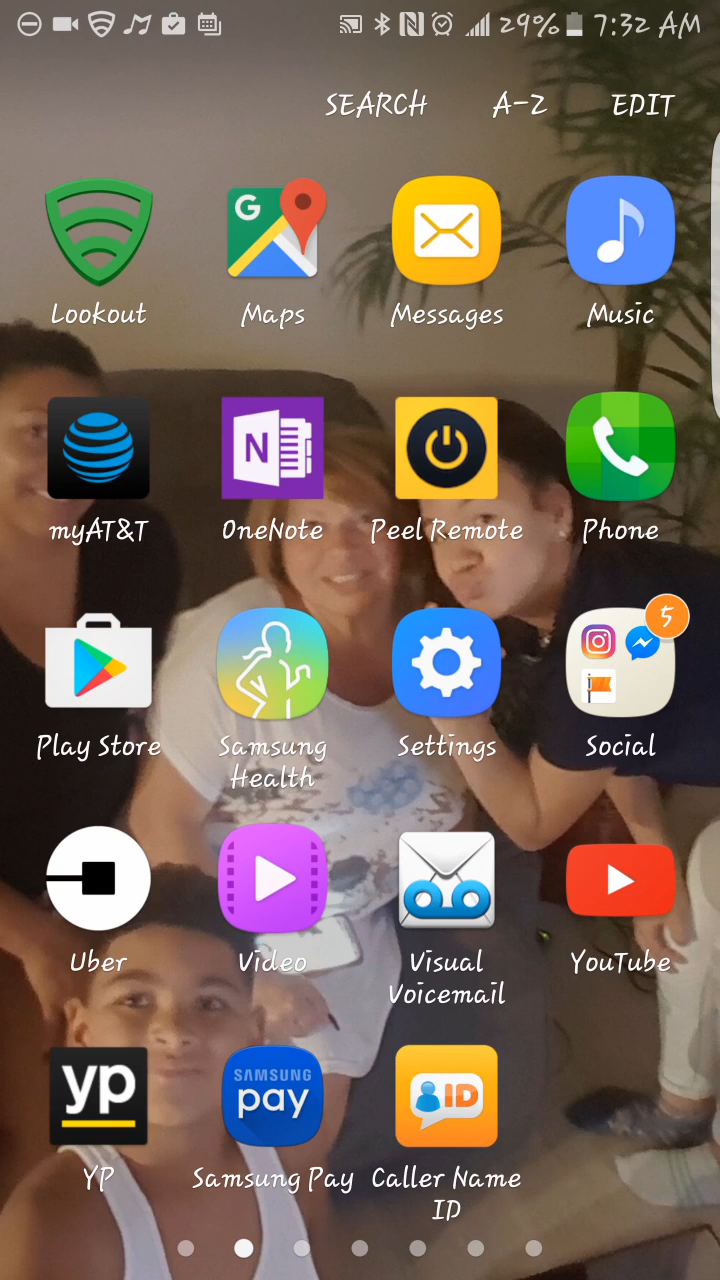 29% 7:32 AM
SEARCH A-Z EDIT
G
Lookout Maps Messages Music
N
myAT&T OneNote Peel Remote Phone
5
Play Store Samsung Health Settings Social
Uber Video Visual Voicemail YouTube
yp SAMSUNG pay ID
YP Samsung Pay Caller Name ID